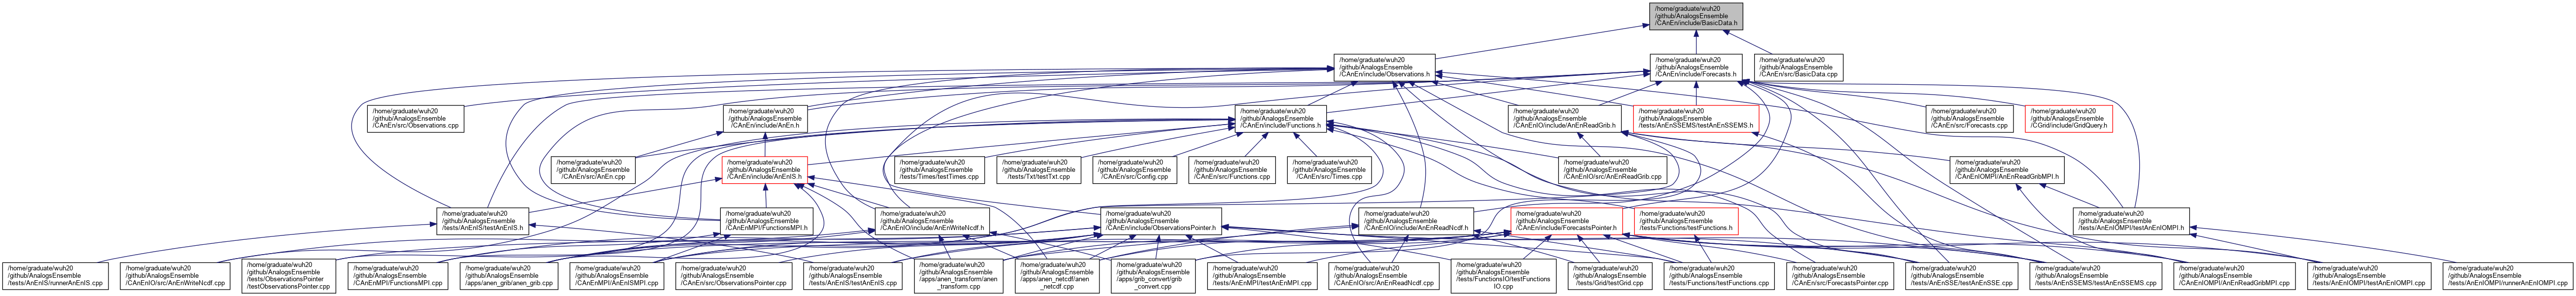 /home/graduate/wuh20
/github/AnalogsEnsemble
/CAnEn/include/BasicData.h
/home/graduate/wuh20
/github/AnalogsEnsemble
/CAnEn/include/Observations.h
/home/graduate/wuh20
/github/AnalogsEnsemble
/CAnEn/include/Forecasts.h
/home/graduate/wuh20
/github/AnalogsEnsemble
/CAnEn/src/BasicData.cpp
/home/graduate/wuh20
/github/AnalogsEnsemble
/CAnEn/src/Observations.cpp
/home/graduate/wuh20
/github/AnalogsEnsemble
/CAnEn/include/AnEn.h
/home/graduate/wuh20
/github/AnalogsEnsemble
/CAnEn/include/Functions.h
/home/graduate/wuh20
/github/AnalogsEnsemble
/CAnEnIO/include/AnEnReadGrib.h
/home/graduate/wuh20
/github/AnalogsEnsemble
/tests/AnEnSSEMS/testAnEnSSEMS.h
/home/graduate/wuh20
/github/AnalogsEnsemble
/CAnEn/src/Forecasts.cpp
/home/graduate/wuh20
/github/AnalogsEnsemble
/CGrid/include/GridQuery.h
/home/graduate/wuh20
/github/AnalogsEnsemble
/CAnEn/src/AnEn.cpp
/home/graduate/wuh20
/github/AnalogsEnsemble
/CAnEn/include/AnEnIS.h
/home/graduate/wuh20
/github/AnalogsEnsemble
/tests/Times/testTimes.cpp
/home/graduate/wuh20
/github/AnalogsEnsemble
/tests/Txt/testTxt.cpp
/home/graduate/wuh20
/github/AnalogsEnsemble
/CAnEn/src/Config.cpp
/home/graduate/wuh20
/github/AnalogsEnsemble
/CAnEn/src/Functions.cpp
/home/graduate/wuh20
/github/AnalogsEnsemble
/CAnEn/src/Times.cpp
/home/graduate/wuh20
/github/AnalogsEnsemble
/CAnEnIO/src/AnEnReadGrib.cpp
/home/graduate/wuh20
/github/AnalogsEnsemble
/CAnEnIOMPI/AnEnReadGribMPI.h
/home/graduate/wuh20
/github/AnalogsEnsemble
/tests/AnEnIS/testAnEnIS.h
/home/graduate/wuh20
/github/AnalogsEnsemble
/CAnEnMPI/FunctionsMPI.h
/home/graduate/wuh20
/github/AnalogsEnsemble
/CAnEnIO/include/AnEnWriteNcdf.h
/home/graduate/wuh20
/github/AnalogsEnsemble
/CAnEn/include/ObservationsPointer.h
/home/graduate/wuh20
/github/AnalogsEnsemble
/CAnEnIO/include/AnEnReadNcdf.h
/home/graduate/wuh20
/github/AnalogsEnsemble
/CAnEn/include/ForecastsPointer.h
/home/graduate/wuh20
/github/AnalogsEnsemble
/tests/Functions/testFunctions.h
/home/graduate/wuh20
/github/AnalogsEnsemble
/tests/AnEnIOMPI/testAnEnIOMPI.h
/home/graduate/wuh20
/github/AnalogsEnsemble
/tests/AnEnIS/runnerAnEnIS.cpp
/home/graduate/wuh20
/github/AnalogsEnsemble
/CAnEnIO/src/AnEnWriteNcdf.cpp
/home/graduate/wuh20
/github/AnalogsEnsemble
/tests/ObservationsPointer
/testObservationsPointer.cpp
/home/graduate/wuh20
/github/AnalogsEnsemble
/CAnEnMPI/FunctionsMPI.cpp
/home/graduate/wuh20
/github/AnalogsEnsemble
/apps/anen_grib/anen_grib.cpp
/home/graduate/wuh20
/github/AnalogsEnsemble
/CAnEnMPI/AnEnISMPI.cpp
/home/graduate/wuh20
/github/AnalogsEnsemble
/CAnEn/src/ObservationsPointer.cpp
/home/graduate/wuh20
/github/AnalogsEnsemble
/tests/AnEnIS/testAnEnIS.cpp
/home/graduate/wuh20
/github/AnalogsEnsemble
/apps/anen_transform/anen
_transform.cpp
/home/graduate/wuh20
/github/AnalogsEnsemble
/apps/anen_netcdf/anen
_netcdf.cpp
/home/graduate/wuh20
/github/AnalogsEnsemble
/apps/grib_convert/grib
_convert.cpp
/home/graduate/wuh20
/github/AnalogsEnsemble
/tests/AnEnMPI/testAnEnMPI.cpp
/home/graduate/wuh20
/github/AnalogsEnsemble
/CAnEnIO/src/AnEnReadNcdf.cpp
/home/graduate/wuh20
/github/AnalogsEnsemble
/tests/FunctionsIO/testFunctions
IO.cpp
/home/graduate/wuh20
/github/AnalogsEnsemble
/tests/Grid/testGrid.cpp
/home/graduate/wuh20
/github/AnalogsEnsemble
/tests/Functions/testFunctions.cpp
/home/graduate/wuh20
/github/AnalogsEnsemble
/CAnEn/src/ForecastsPointer.cpp
/home/graduate/wuh20
/github/AnalogsEnsemble
/tests/AnEnSSE/testAnEnSSE.cpp
/home/graduate/wuh20
/github/AnalogsEnsemble
/tests/AnEnSSEMS/testAnEnSSEMS.cpp
/home/graduate/wuh20
/github/AnalogsEnsemble
/CAnEnIOMPI/AnEnReadGribMPI.cpp
/home/graduate/wuh20
/github/AnalogsEnsemble
/tests/AnEnIOMPI/testAnEnIOMPI.cpp
/home/graduate/wuh20
/github/AnalogsEnsemble
/tests/AnEnIOMPI/runnerAnEnIOMPI.cpp